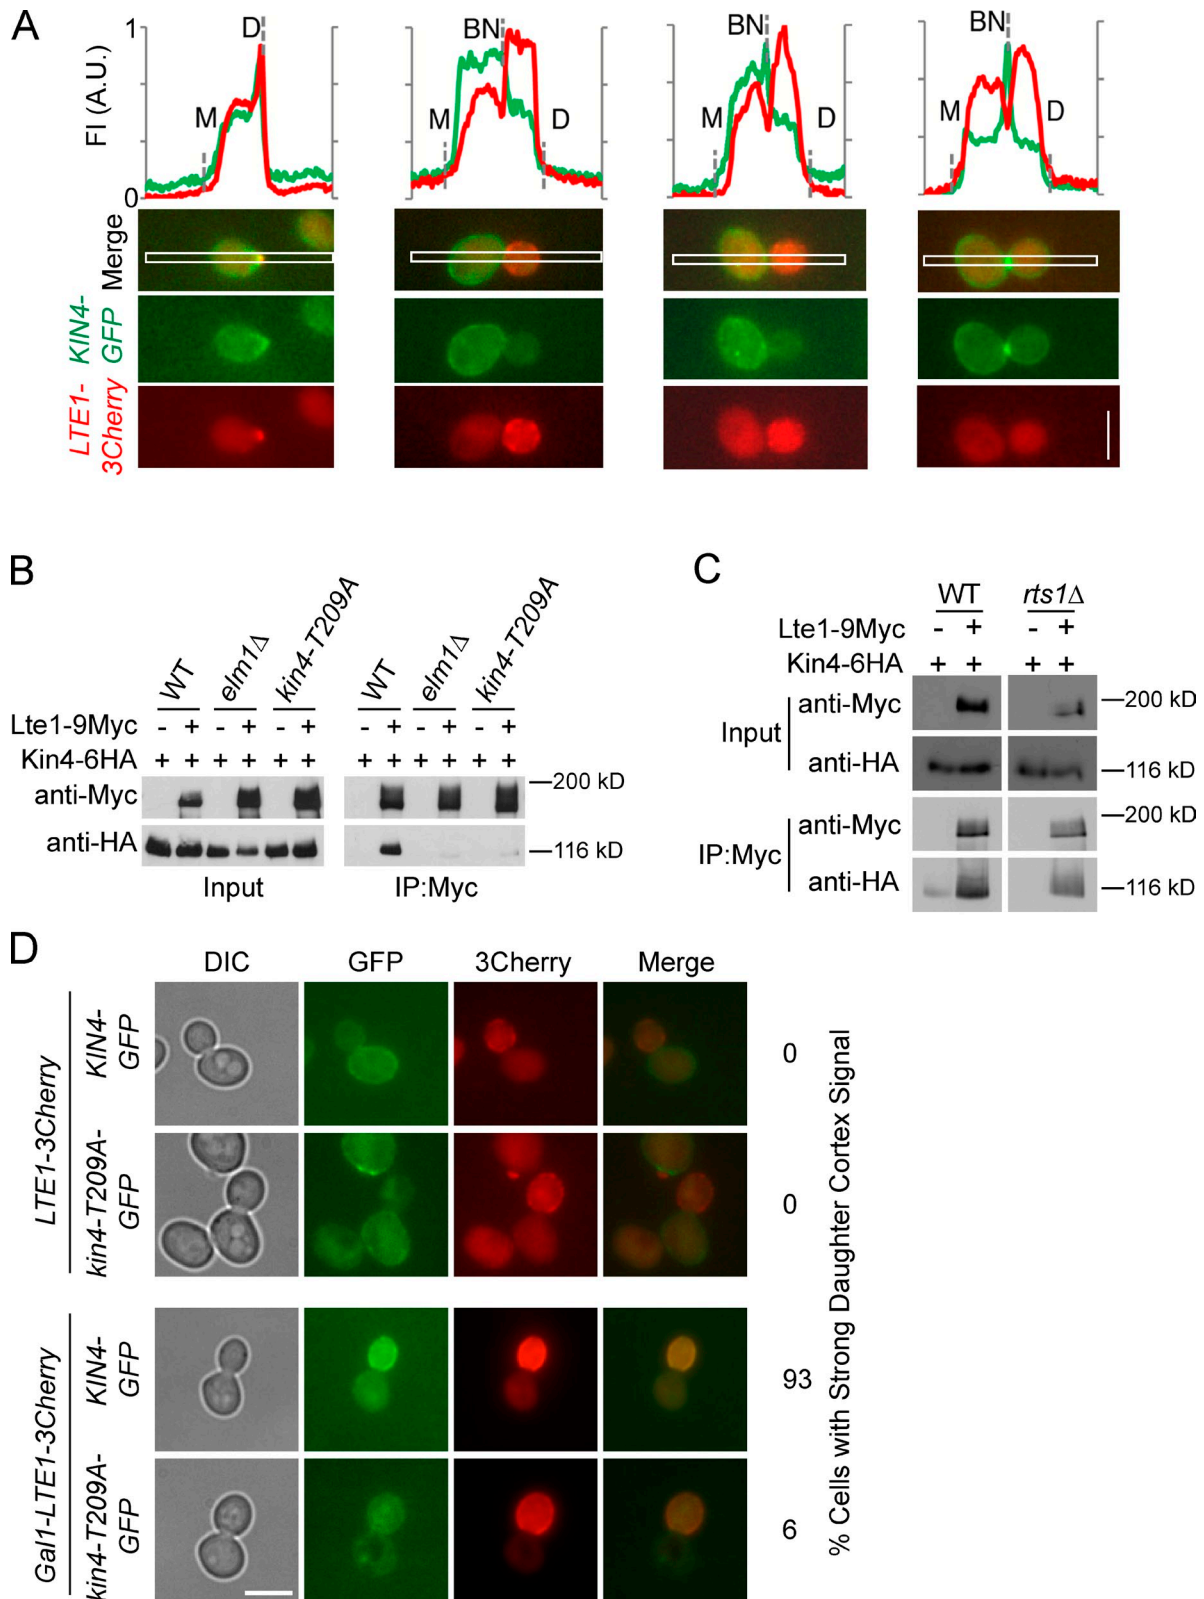 A
1
0
FI (A.U.)
M
D
M
BN
D
M
BN
D
M
BN
D
Merge
KIN4-
GFP
LTE1-
3Cherry
B
WT
elm1Δ
kin4-T209A
WT
elm1Δ
kin4-T209A
Lte1-9Myc - + - + - + - + - + - +
Kin4-6HA + + + + + + + + + + + +
anti-Myc
200 kD
anti-HA
116 kD
Input
IP:Myc
C
WT
rts1Δ
Lte1-9Myc - + - +
Kin4-6HA + + + +
Input
anti-Myc
200 kD
anti-HA
116 kD
IP:Myc
anti-Myc
200 kD
anti-HA
116 kD
D
DIC GFP 3Cherry Merge
LTE1-3Cherry
KIN4-
GFP
0
kin4-T209A-
GFP
0
Gal1-LTE1-3Cherry
KIN4-
GFP
93
kin4-T209A-
GFP
6
% Cells with Strong Daughter Cortex Signal